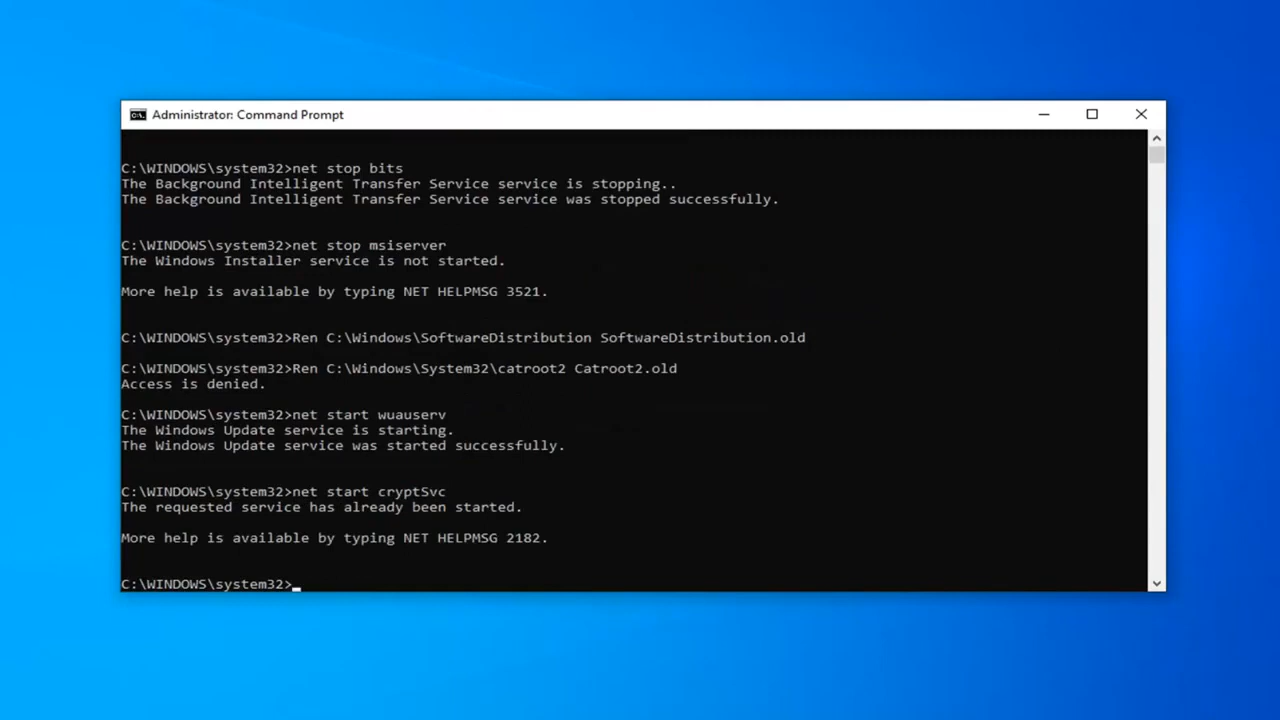 Administrator: Command Prompt
C:\WINDOWS\system32>net stop bits
The Background Intelligent Transfer Service service is stopping..
The Background Intelligent Transfer Service service was stopped successfully.
C:\WINDOWS\system32>net stop msiserver
The Windows Installer service is not started.
More help is available by typing NET HELPMSG 3521.
C:\WINDOWS\system32>Ren C:\Windows\SoftwareDistribution SoftwareDistribution.old
C:\WINDOWS\system32>Ren C:\Windows\System32\catroot2 Catroot2.old
Access is denied.
C:\WINDOWS\system32>net start wuauserv
The Windows Update service is starting.
The Windows Update service was started successfully.
C:\WINDOWS\system32>net start cryptSvc
The requested service has already been started.
More help is available by typing NET HELPMSG 2182.
C:\WINDOWS\system32>